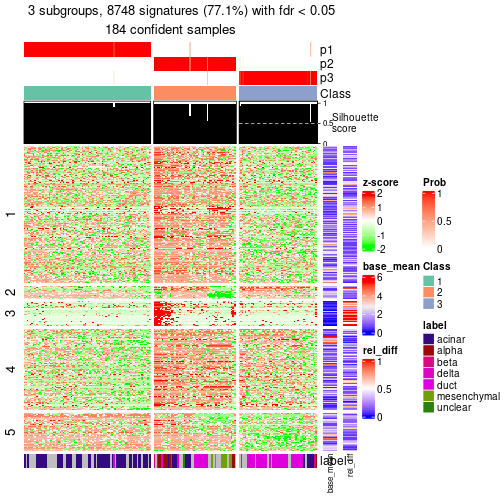 3 subgroups, 8748 signatures (77.1%) with fdr < 0.05
184 confident samples
p1
p2
p3
Class
1
0.5
0
Silhouette
score
1
2
3
4
5
z-score
2
1
0
-1
-2
Prob
1
0.5
0
base_mean
6
4
2
0
Class
1
2
3
rel_diff
1
0.5
0
label
acinar
alpha
beta
delta
duct
mesenchymal
unclear
label
base_mean
rel_diff